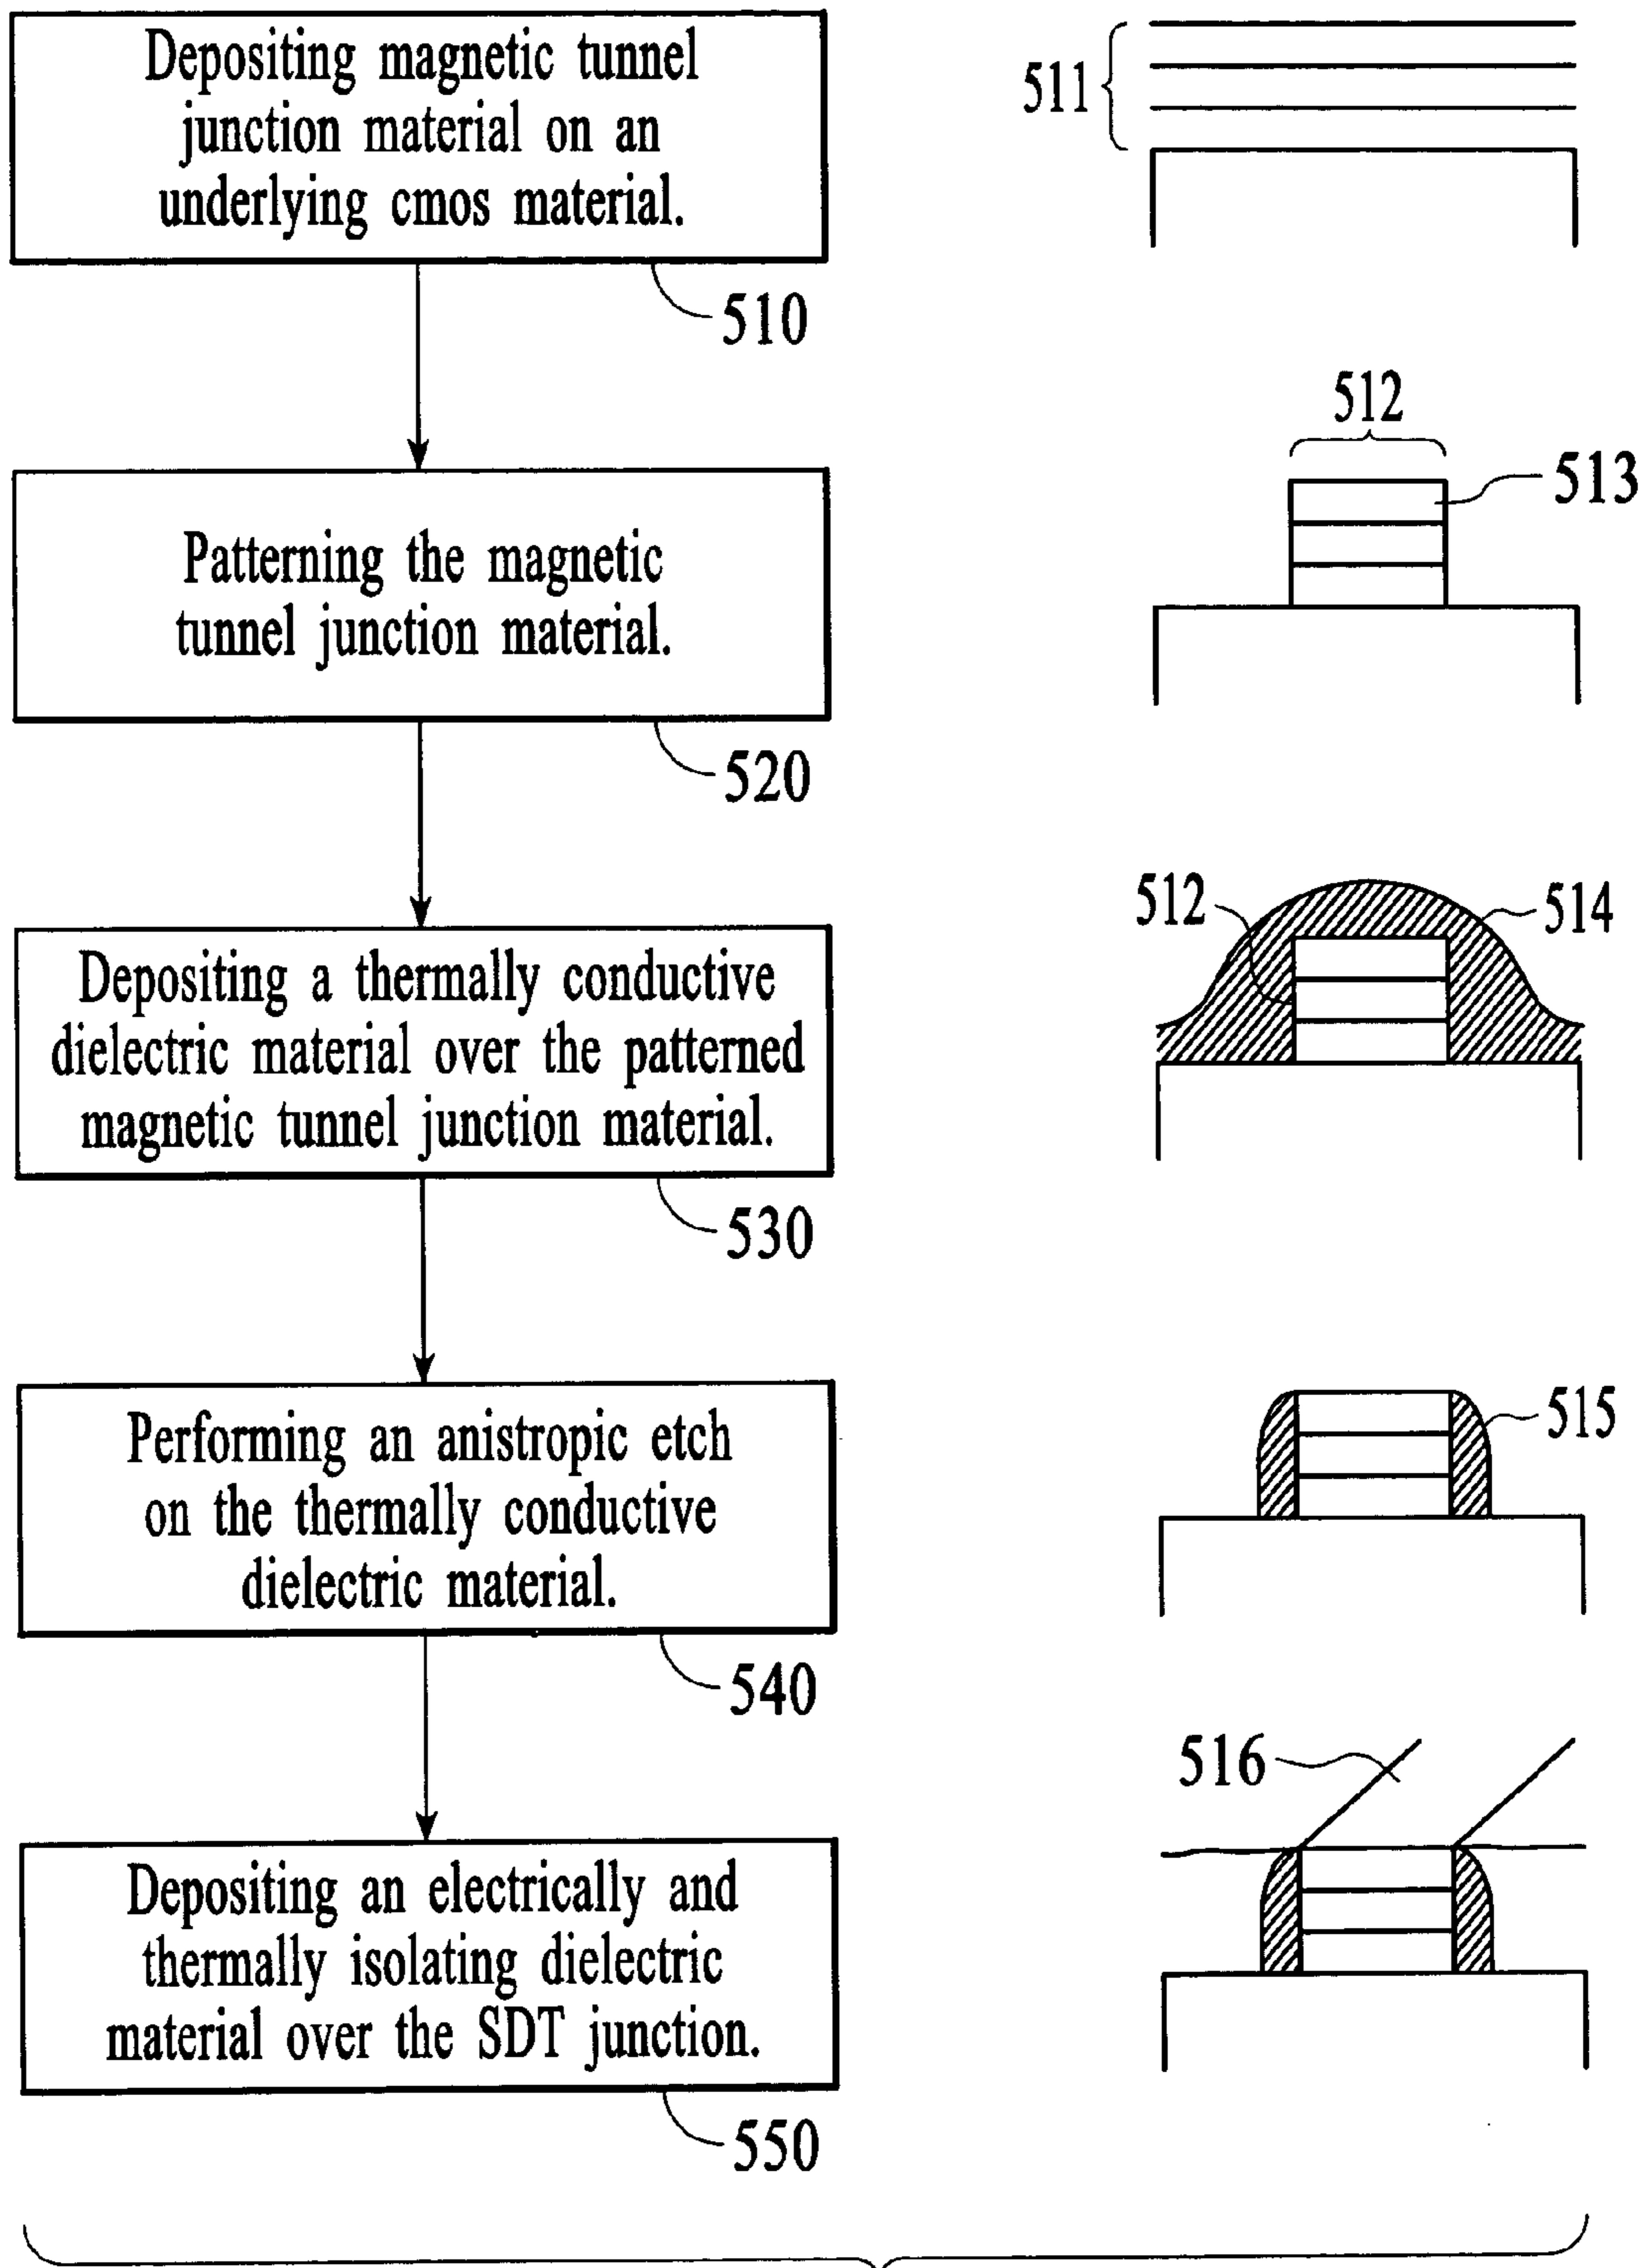 Depositing magnetic tunnel
junction material on an
underlying cmos material.
510
511
Patterning the magnetic
tunnel junction material.
520
512
513
Depositing a thermally conductive
dielectric material over the patterned
magnetic tunnel junction material.
530
512
514
Performing an anistropic etch
on the thermally conductive
dielectric material.
540
515
Depositing an electrically and
thermally isolating dielectric
material over the SDT junction.
550
516